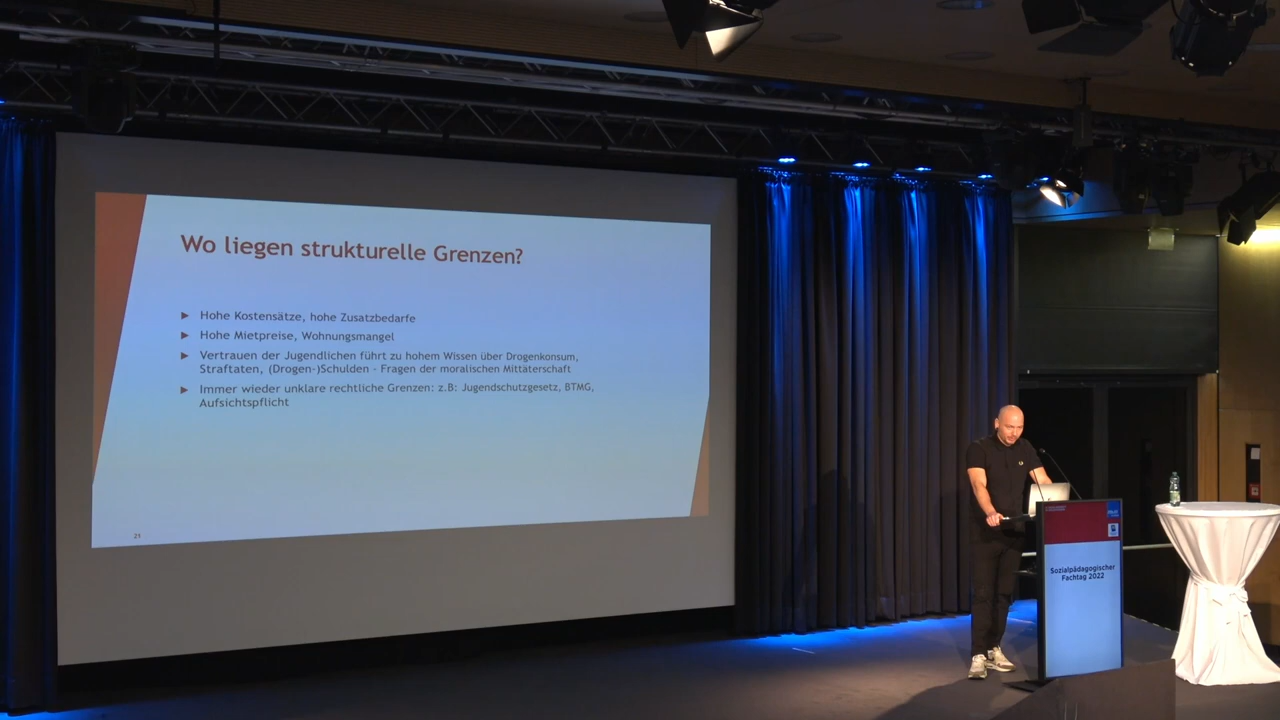 Wo liegen strukturelle Grenzen?
Hohe Kostensätze, hohe Zusatzbedarfe
Hohe Mietpreise, Wohnungsmangel
Vertrauen der Jugendlichen führt zu hohem Wissen über Drogenkonsum,
Straftaten, (Drogen-)Schulden - Fragen der moralischen Mittäterschaft
Immer wieder unklare rechtliche Grenzen: z.B: Jugendschutzgesetz, BTMG,
Aufsichtspflicht
21
Sozialpädagogischer
Fachtag 2022